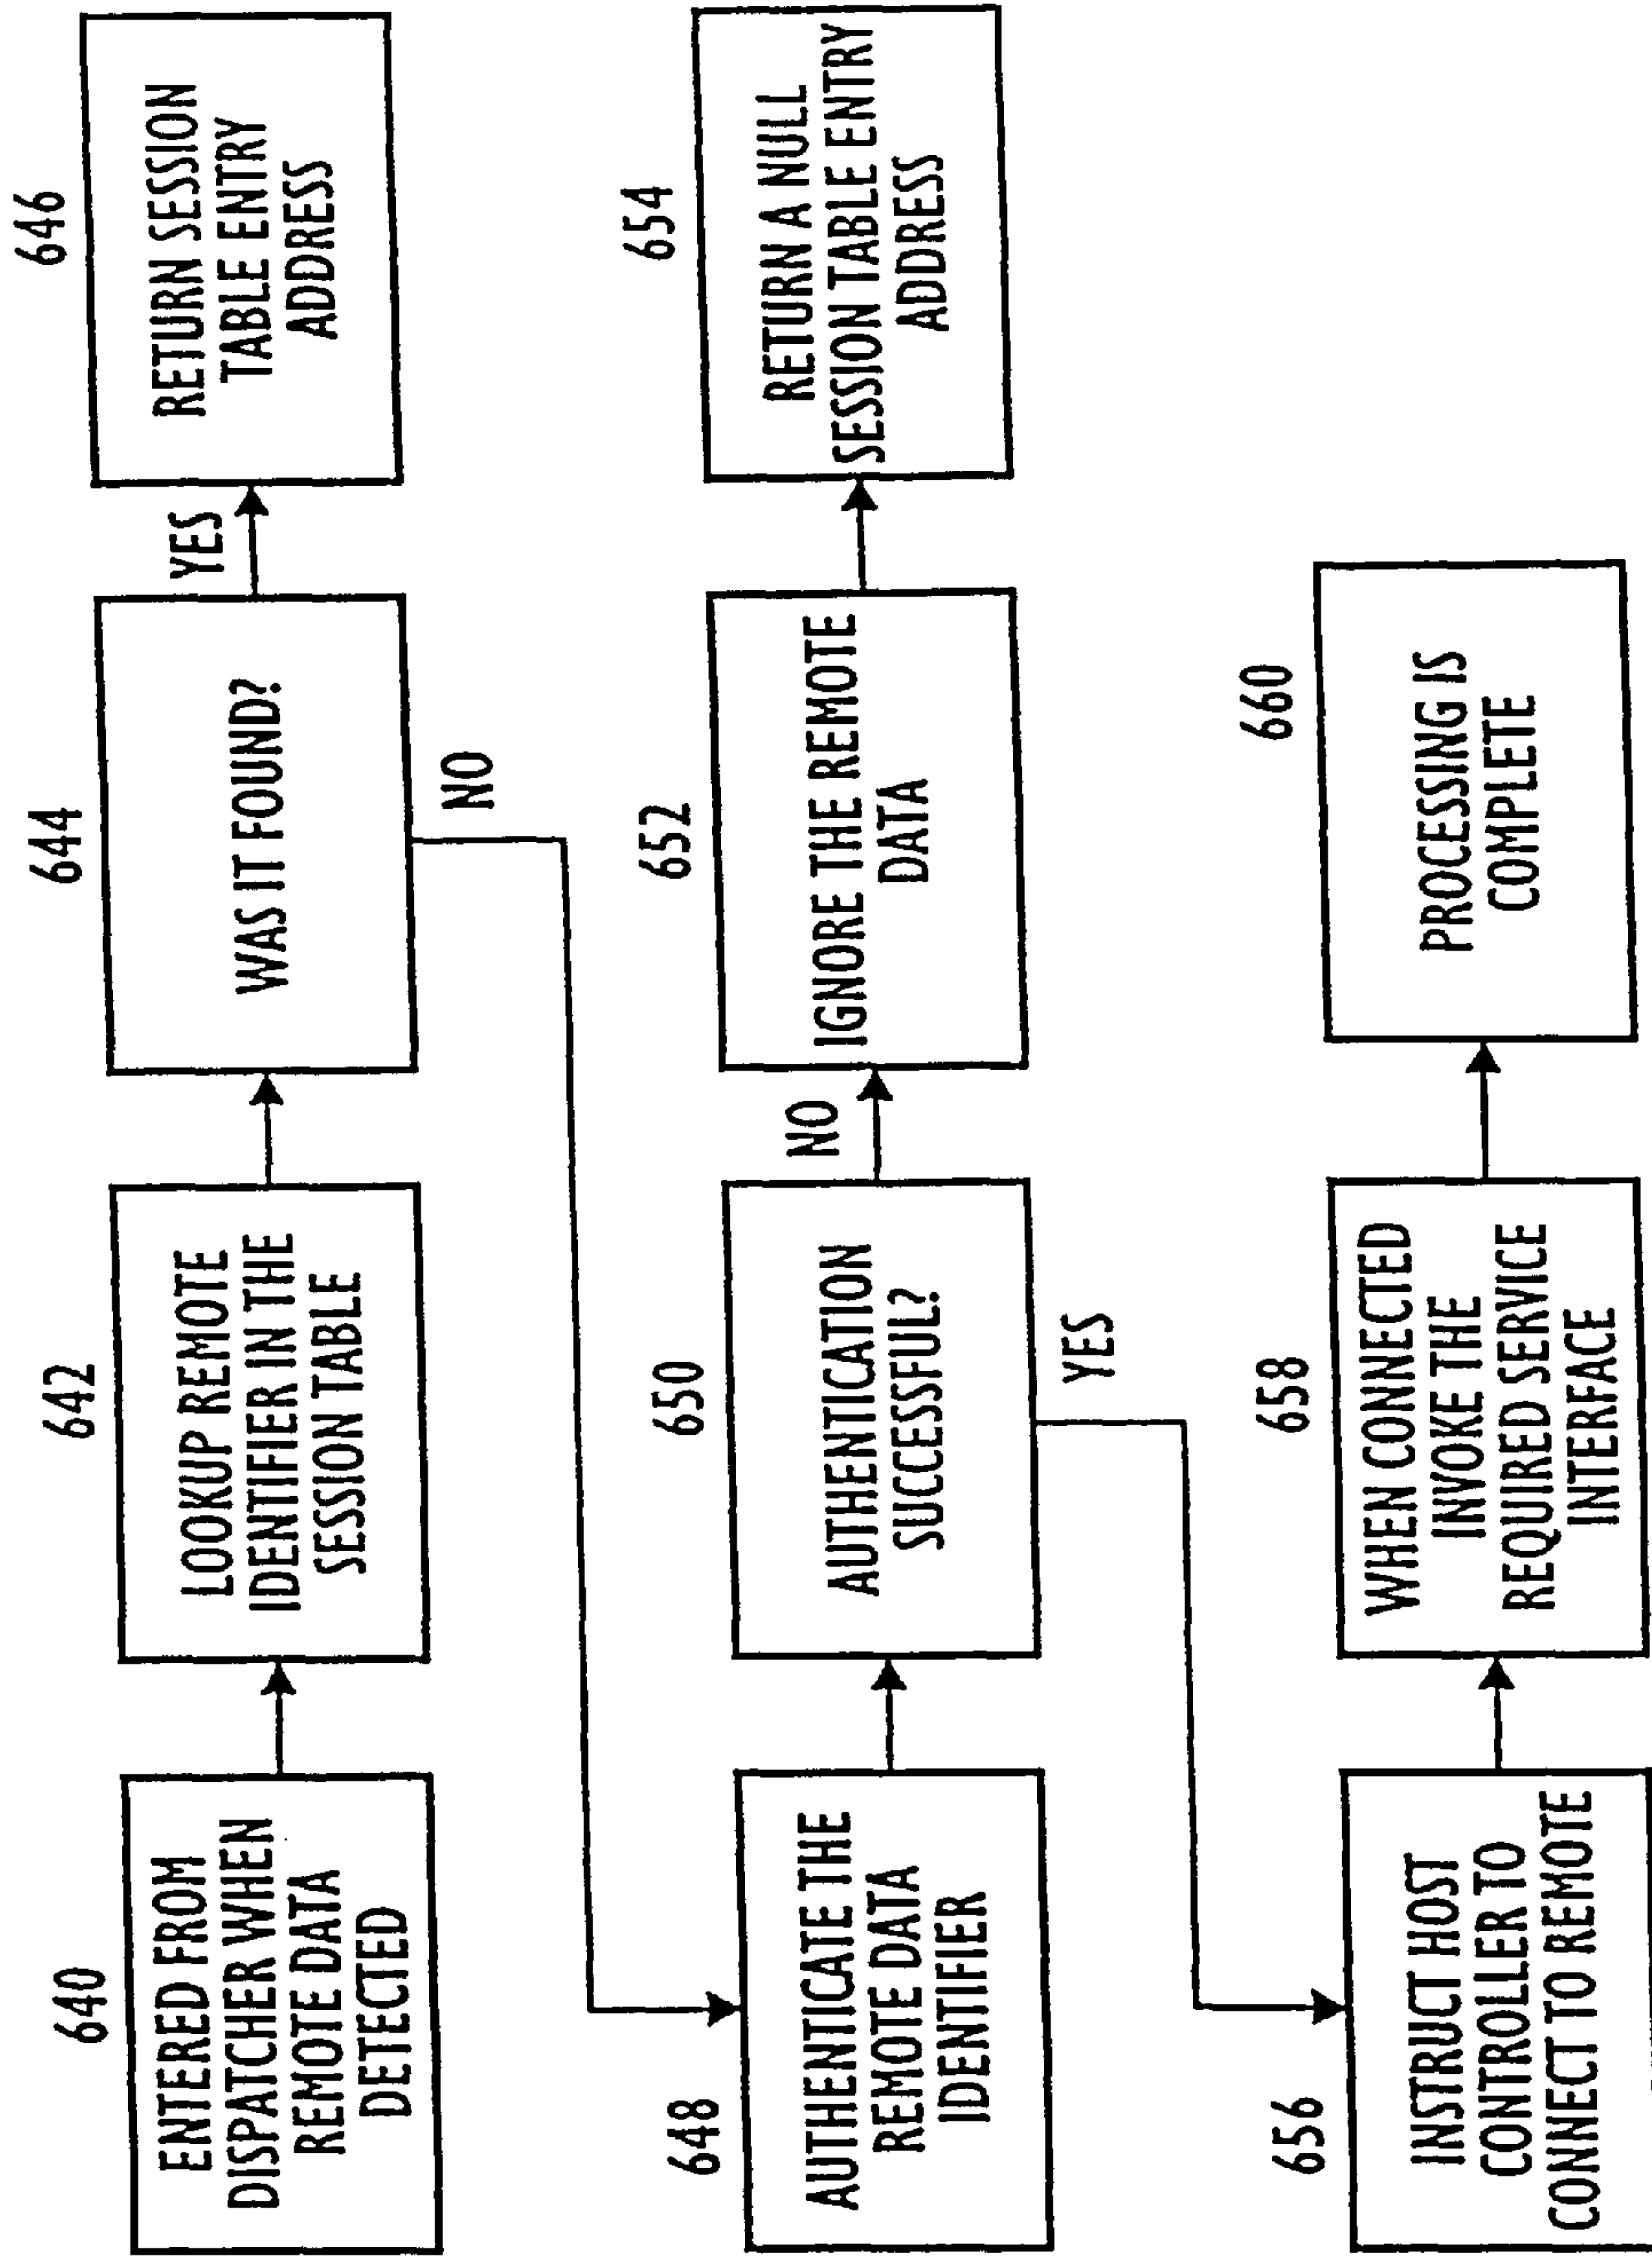 640
ENTERED FROM
DISPATCHER WHEN
REMOTE DATA
DETECTED
642
LOOKUP REMOTE
IDENTIFIER IN THE
SESSION TABLE
644
WAS IT FOUND?
YES
646
RETURN SESSION
TABLE ENTRY
ADDRESS
NO
648
AUTHENTICATE THE
REMOTE DATA
IDENTIFIER
650
AUTHENTICATION
SUCCESSFUL?
NO
652
IGNORE THE REMOTE
DATA
654
RETURN A NULL
SESSION TABLE ENTRY
ADDRESS
YES
656
INSTRUCT HOST
CONTROLLER TO
CONNECT TO REMOTE
658
WHEN CONNECTED
INVOKE THE
REQUIRED SERVICE
INTERFACE
660
PROCESSING IS
COMPLETE